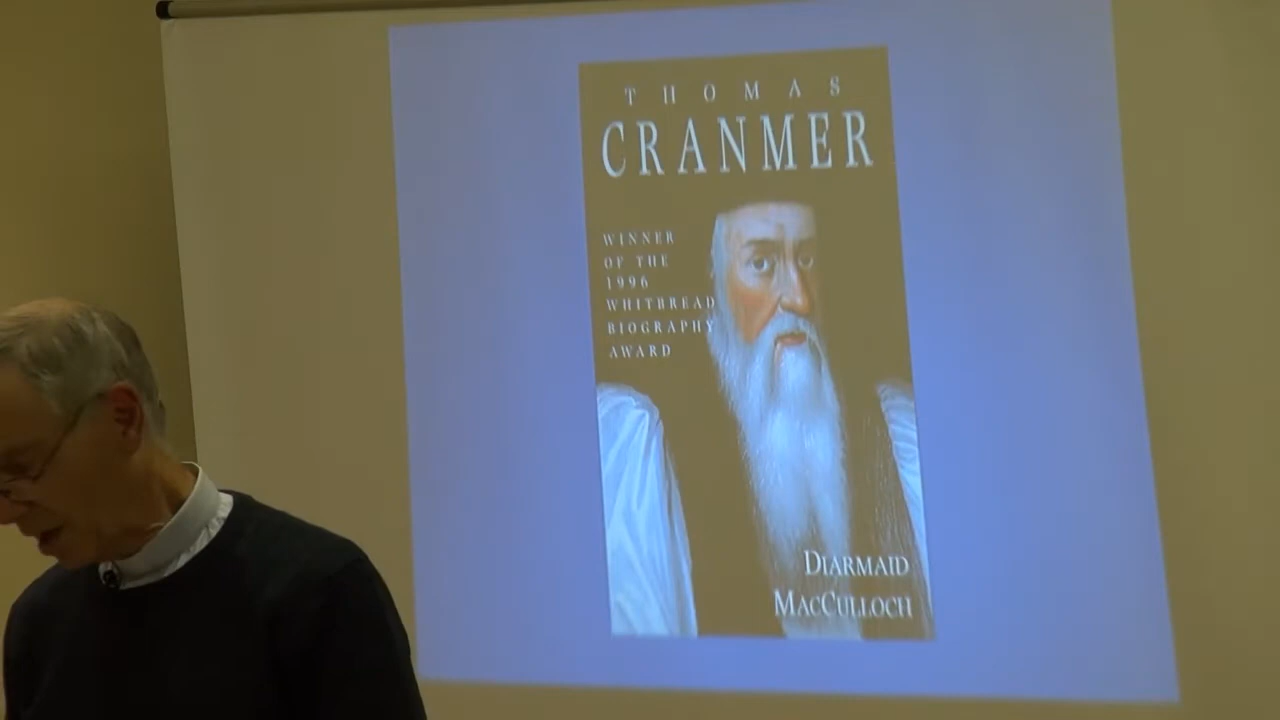 THOMAS
CRANMER
WINNER
OF THE
1996
WHITBREAD
BIOGRAPHY
AWARD
DIARMAID
MACCULLOCH